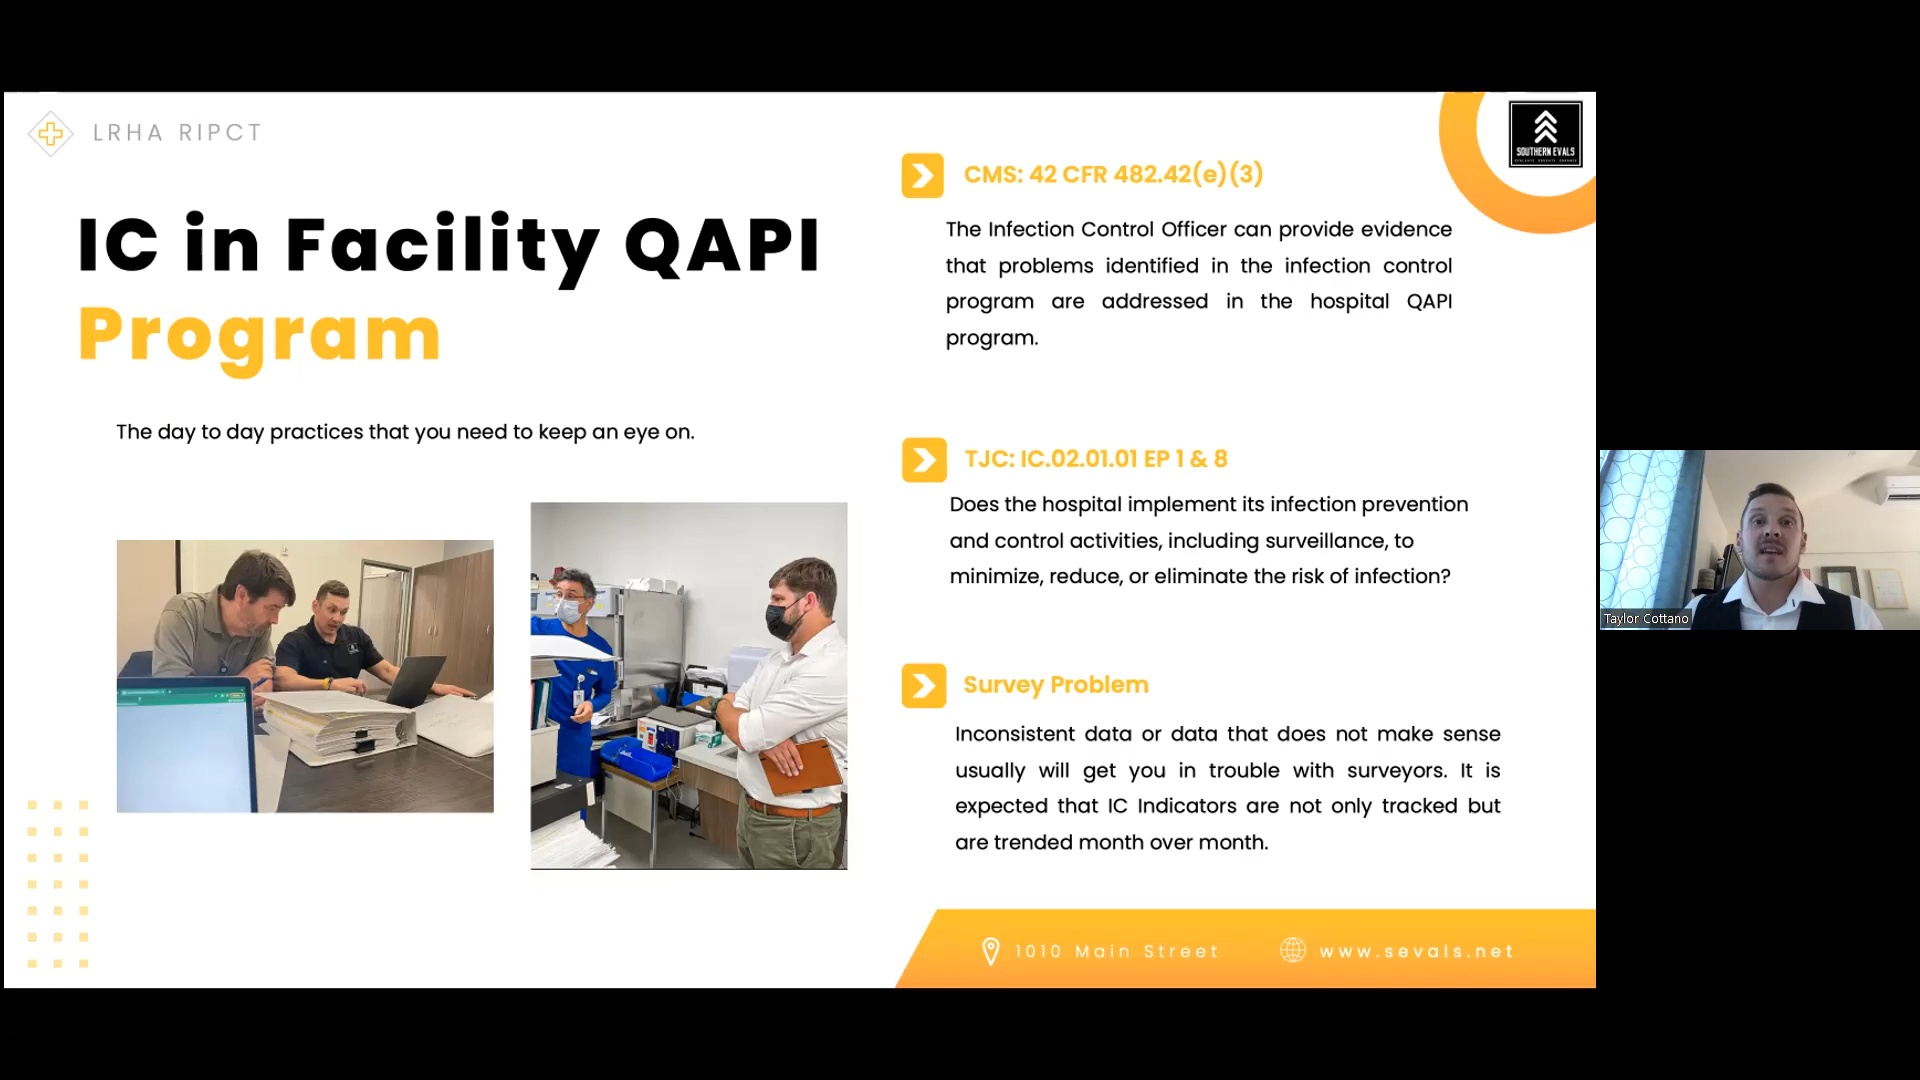 LRHA RIPCT
IC in Facility QAPI
Program
The day to day practices that you need to keep an eye on.
CMS: 42 CFR 482.42(e)(3)
The Infection Control Officer can provide evidence
that problems identified in the infection control
program are addressed in the hospital QAPI
program.
TJC: IC.02.01.01 EP 1 & 8
Does the hospital implement its infection prevention
and control activities, including surveillance, to
minimize, reduce, or eliminate the risk of infection?
Survey Problem
Inconsistent data or data that does not make sense
usually will get you in trouble with surveyors. It is
expected that IC Indicators are not only tracked but
are trended month over month.
1010 Main Street
www.sevals.net
SOUTHERN EVALS
Taylor Cottano